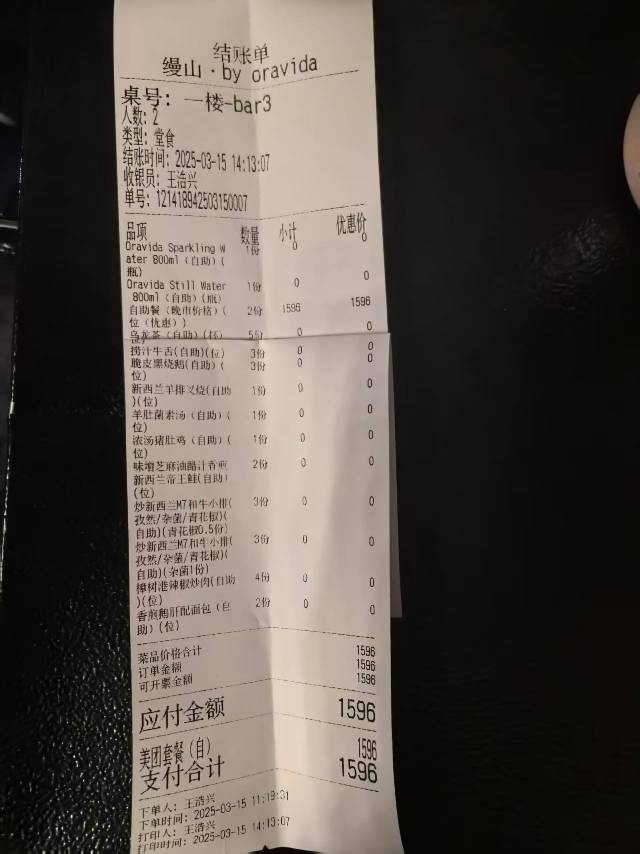 结账单
缦山·by oravida
桌号: 一楼-bar3
人数: 2
类型: 堂食
结账时间: 2025-03-15 14:13:07
收银员: 王浩兴
单号: 121418942503150007
品项 数量 小计 优惠价
Oravida Sparkling W 1份 0 0
ater 800ml (自助) (
瓶)
Oravida Still Water 1份 0 0
800ml (自助) (瓶)
自助餐 (晚市价格) ( 2份 1596 1596
位 (优惠) )
乌龙茶 (自助) (杯) 5份 0 0
捞汁牛舌(自助)(位) 3份 0 0
脆皮黑烧鹅(自助) ( 3份 0 0
位)
新西兰羊排叉烧(自助 1份 0 0
)(位)
羊肚菌素汤 (自助) ( 1份 0 0
位)
浓汤猪肚鸡 (自助) ( 1份 0 0
位)
味增芝麻油醋汁香煎 2份 0 0
新西兰帝王鲑(自助)
(位)
炒新西兰M7和牛小排( 3份 0 0
孜然/杂菌/青花椒)(
自助)(青花椒0.5份)
炒新西兰M7和牛小排( 3份 0 0
孜然/杂菌/青花椒)(
自助)(杂菌1份)
樟树港辣椒炒肉(自助 4份 0 0
)(位)
香煎鹅肝配面包 (自 2份 0 0
助) (位)
菜品价格合计 1596
订单金额 1596
可开票金额 1596
应付金额 1596
美团套餐(自) 1596
支付合计 1596
下单人: 王浩兴
下单时间: 2025-03-15 11:19:31
打印人: 王浩兴
打印时间: 2025-03-15 14:13:07